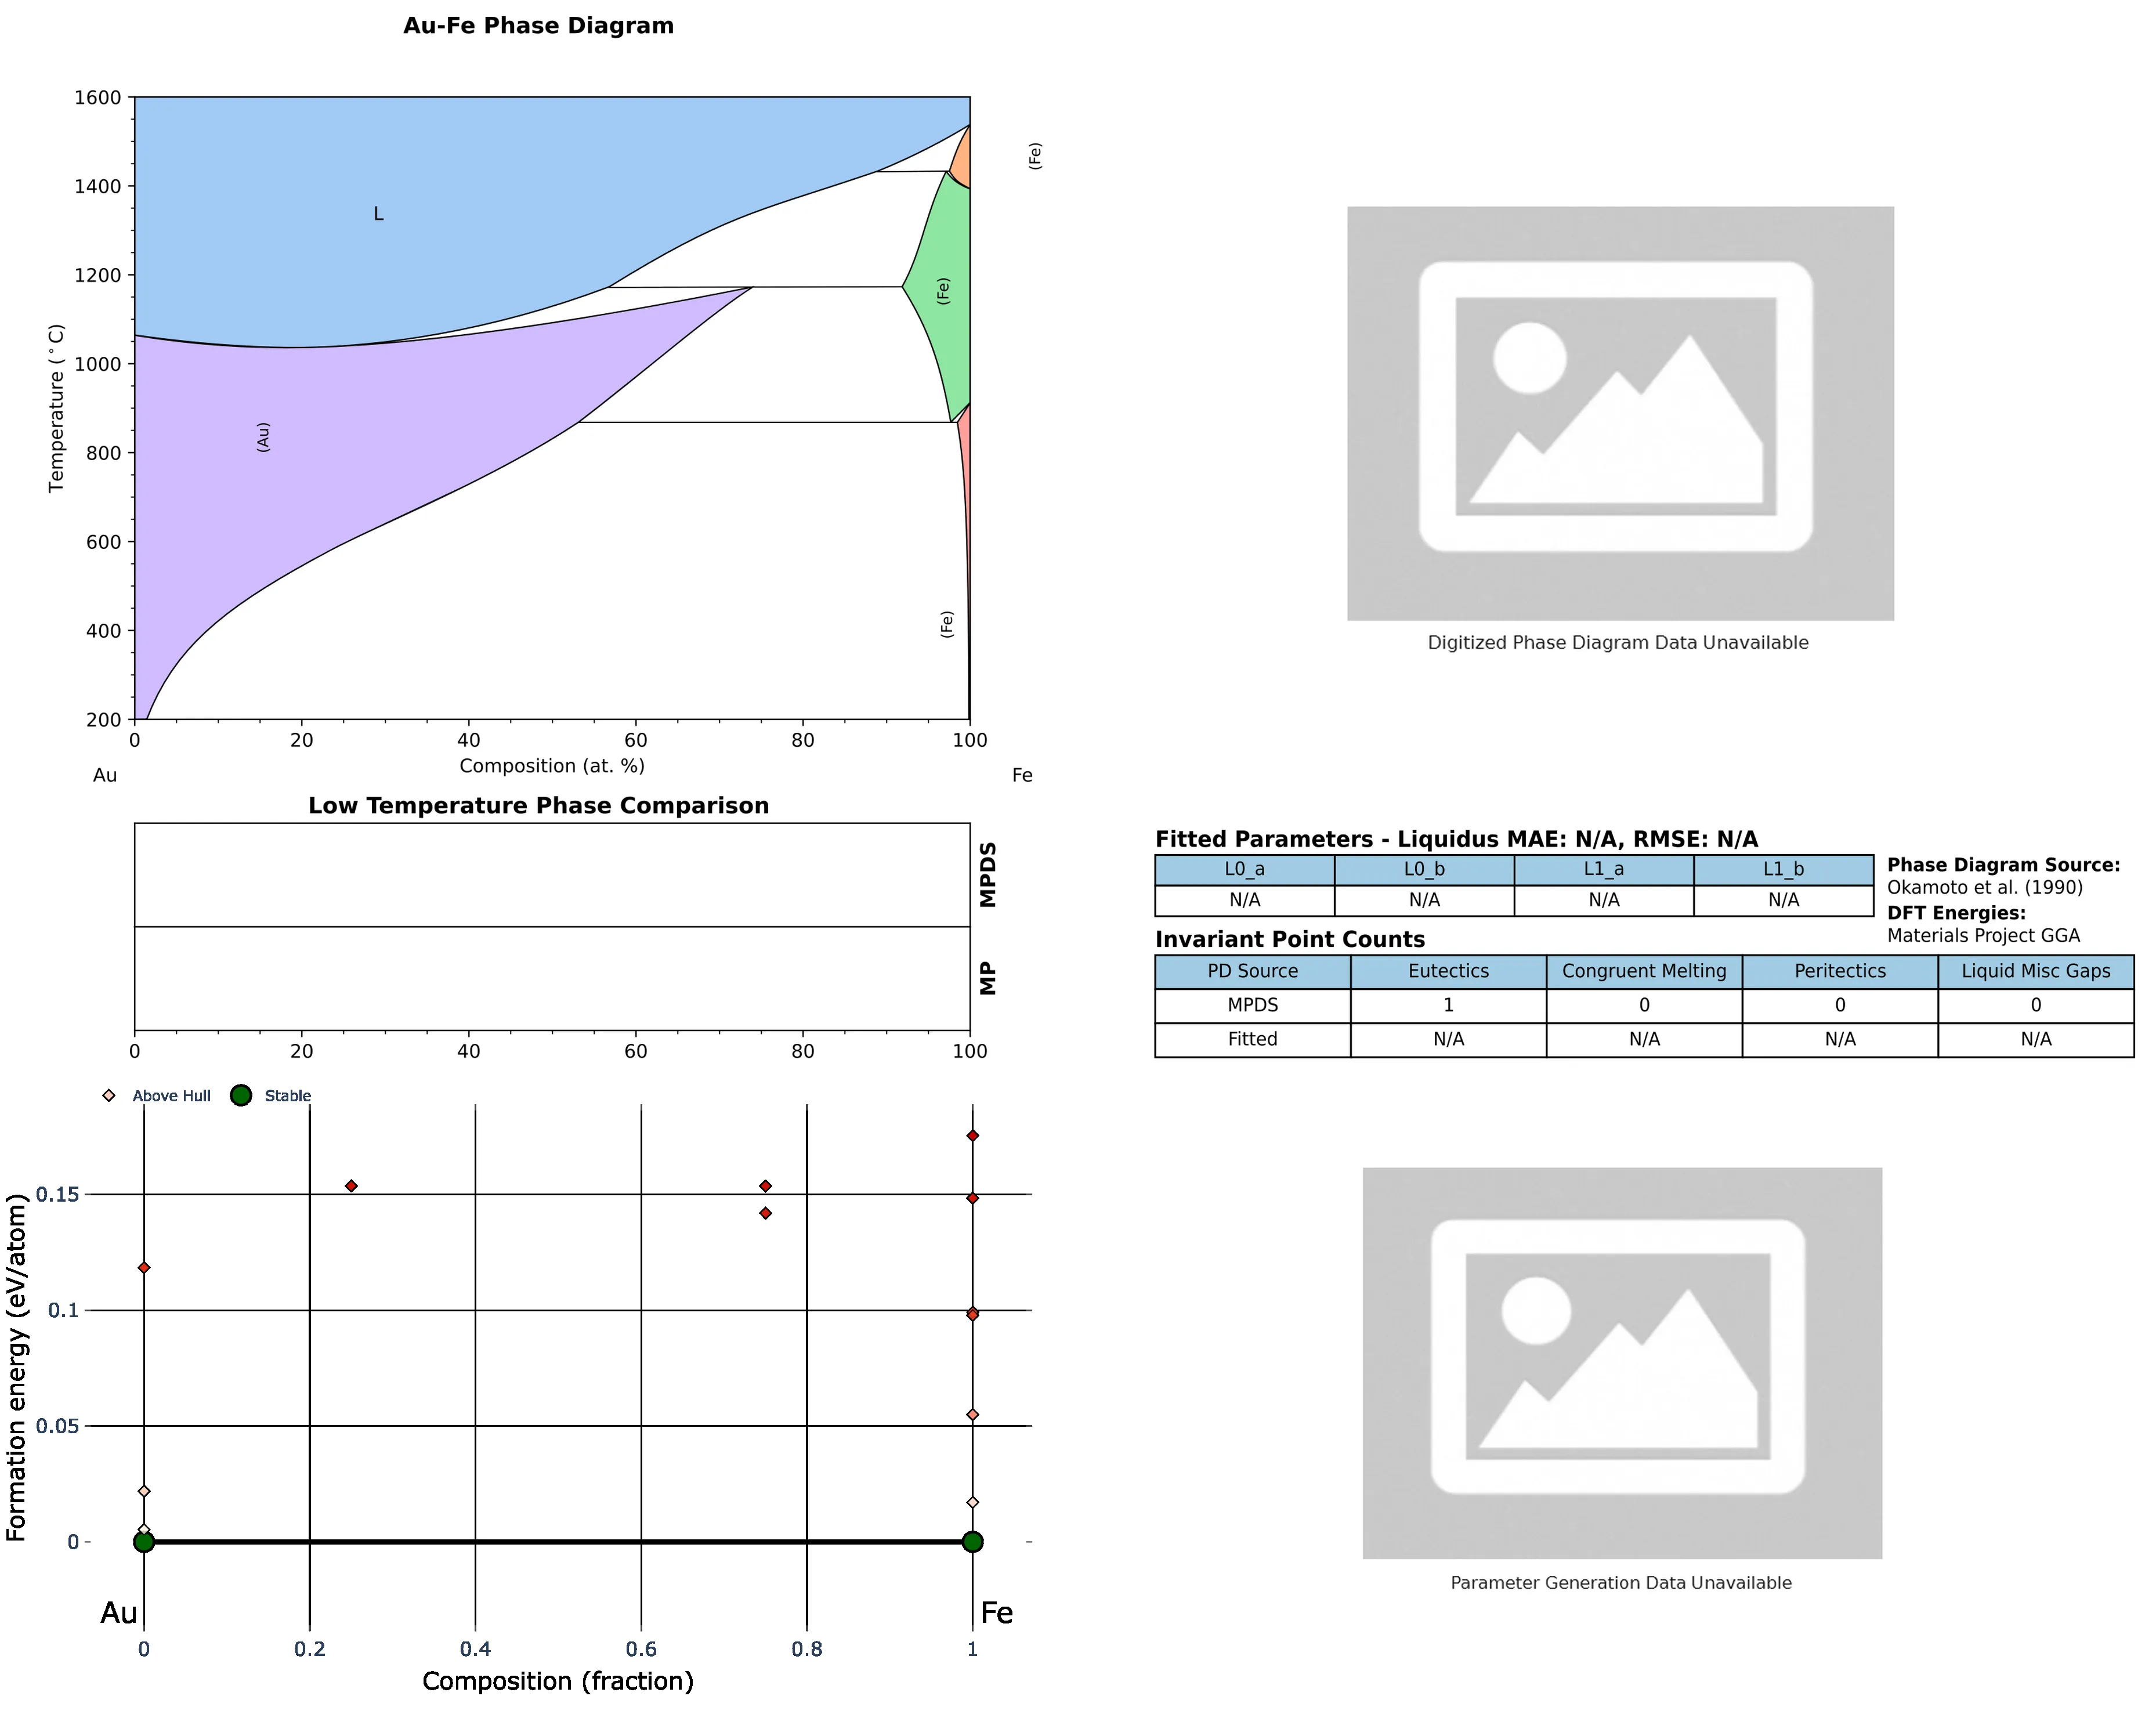 Au-Fe Phase Diagram
1600
1400
1200
1000
800
600
400
200
Temperature (°C)
L
(Au)
(Fe)
(Fe)
(Fe)
0 20 40 60 80 100
Composition (at. %)
Au Fe
Digitized Phase Diagram Data Unavailable
Low Temperature Phase Comparison
MPDS
MP
0 20 40 60 80 100
Fitted Parameters - Liquidus MAE: N/A, RMSE: N/A
L0_a L0_b L1_a L1_b
N/A N/A N/A N/A
Phase Diagram Source:
Okamoto et al. (1990)
DFT Energies:
Materials Project GGA
Invariant Point Counts
PD Source Eutectics Congruent Melting Peritectics Liquid Misc Gaps
MPDS 1 0 0 0
Fitted N/A N/A N/A N/A
Above Hull Stable
0.15
0.1
0.05
0
Formation energy (eV/atom)
Au Fe
0 0.2 0.4 0.6 0.8 1
Composition (fraction)
Parameter Generation Data Unavailable